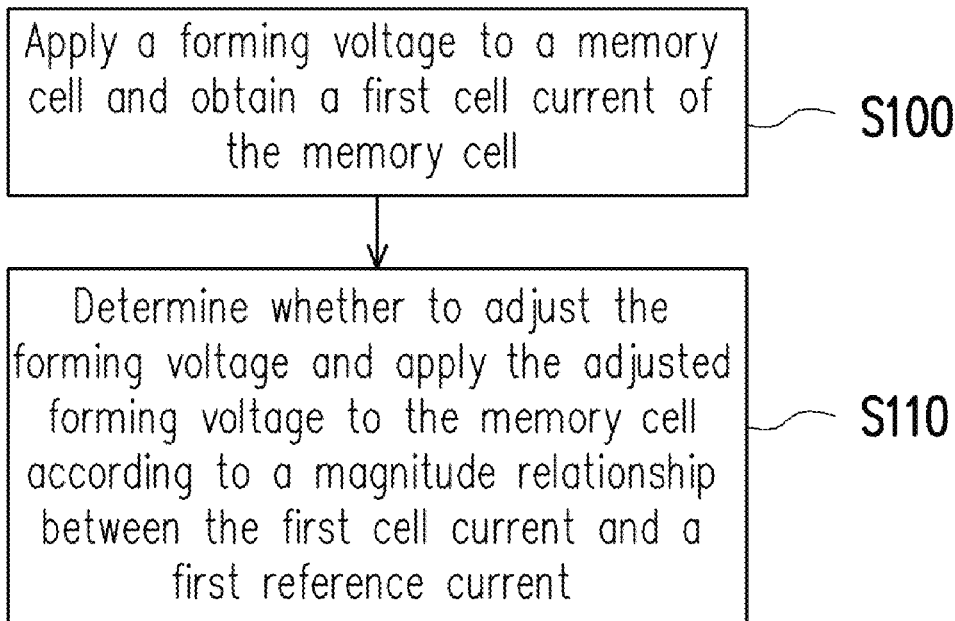 Apply a forming voltage to a memory
cell and obtain a first cell current of
the memory cell
S100
Determine whether to adjust the
forming voltage and apply the adjusted
forming voltage to the memory cell
according to a magnitude relationship
between the first cell current and a
first reference current
S110